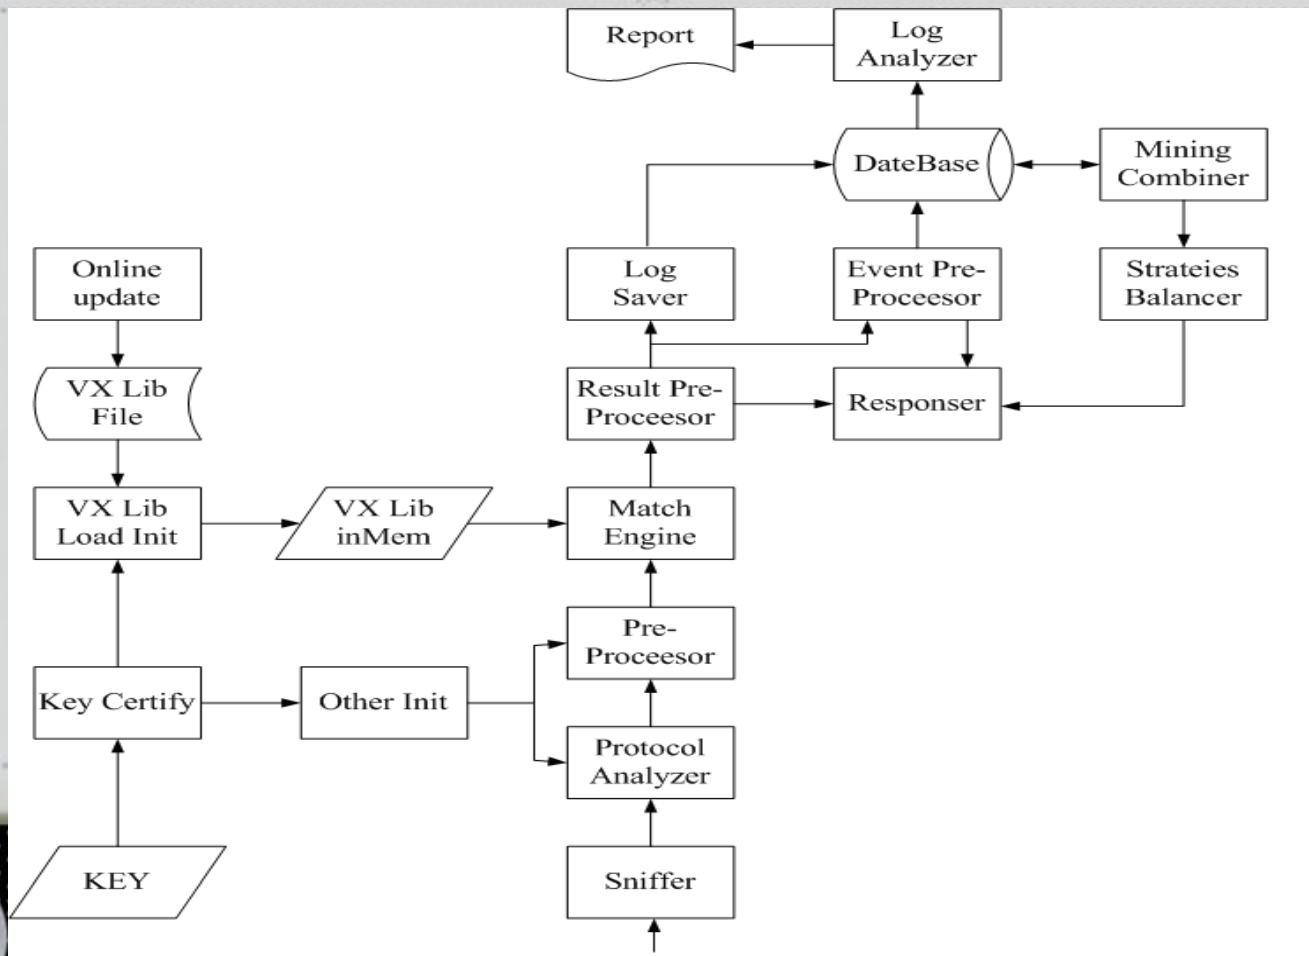 Report
Log
Analyzer
DateBase
Mining
Combiner
Online
update
Log
Saver
Event Pre-
Proceesor
Strateies
Balancer
VX Lib
File
Result Pre-
Proceesor
Responser
VX Lib
Load Init
VX Lib
inMem
Match
Engine
Pre-
Proceesor
Key Certify
Other Init
Protocol
Analyzer
KEY
Sniffer